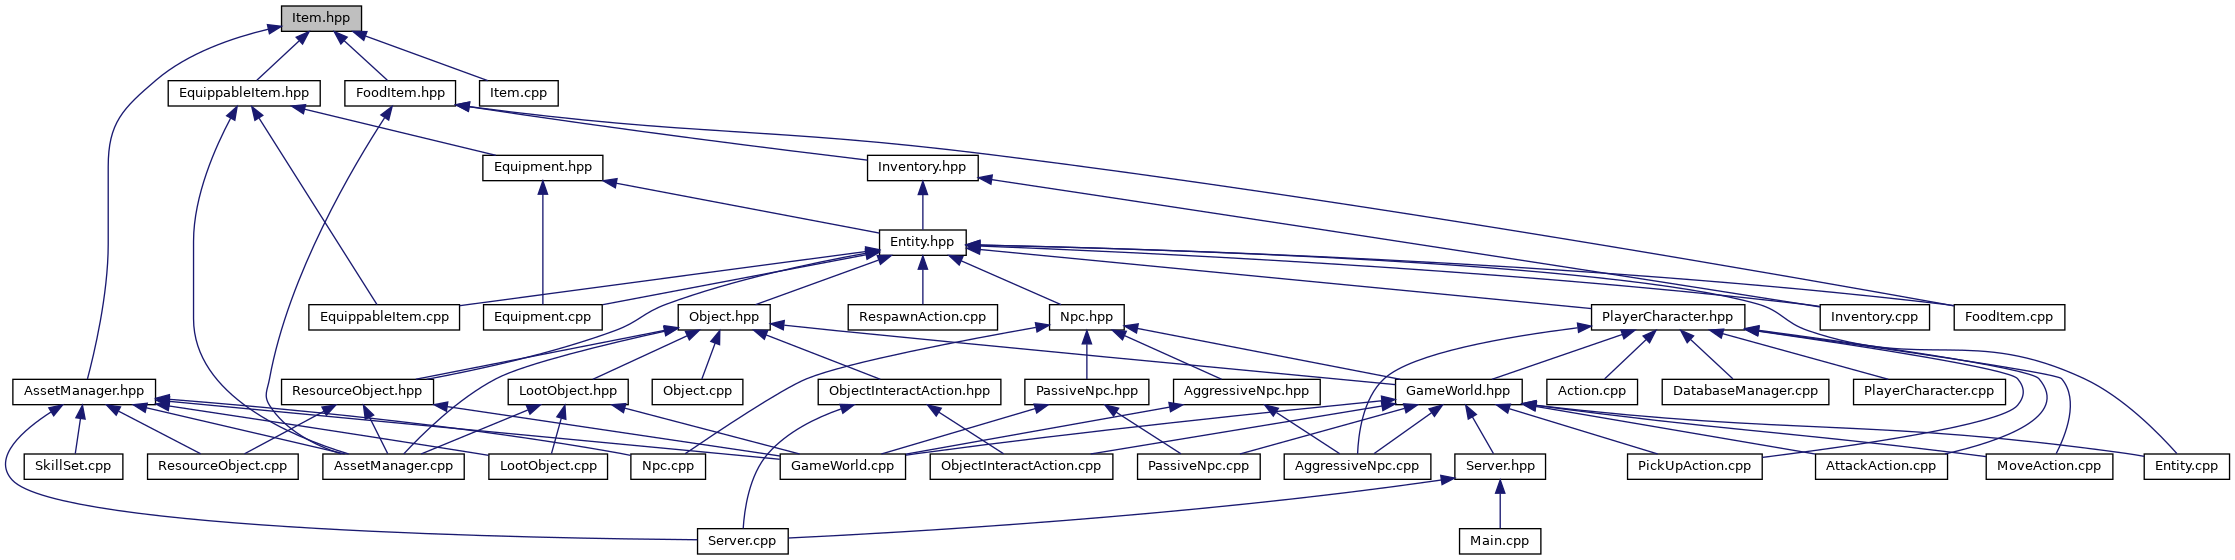 Item.hpp
EquippableItem.hpp
FoodItem.hpp
Item.cpp
Equipment.hpp
Inventory.hpp
Entity.hpp
EquippableItem.cpp
Equipment.cpp
Object.hpp
RespawnAction.cpp
Npc.hpp
PlayerCharacter.hpp
Inventory.cpp
FoodItem.cpp
AssetManager.hpp
ResourceObject.hpp
LootObject.hpp
Object.cpp
ObjectInteractAction.hpp
PassiveNpc.hpp
AggressiveNpc.hpp
GameWorld.hpp
Action.cpp
DatabaseManager.cpp
PlayerCharacter.cpp
SkillSet.cpp
ResourceObject.cpp
AssetManager.cpp
LootObject.cpp
Npc.cpp
GameWorld.cpp
ObjectInteractAction.cpp
PassiveNpc.cpp
AggressiveNpc.cpp
Server.hpp
PickUpAction.cpp
AttackAction.cpp
MoveAction.cpp
Entity.cpp
Server.cpp
Main.cpp